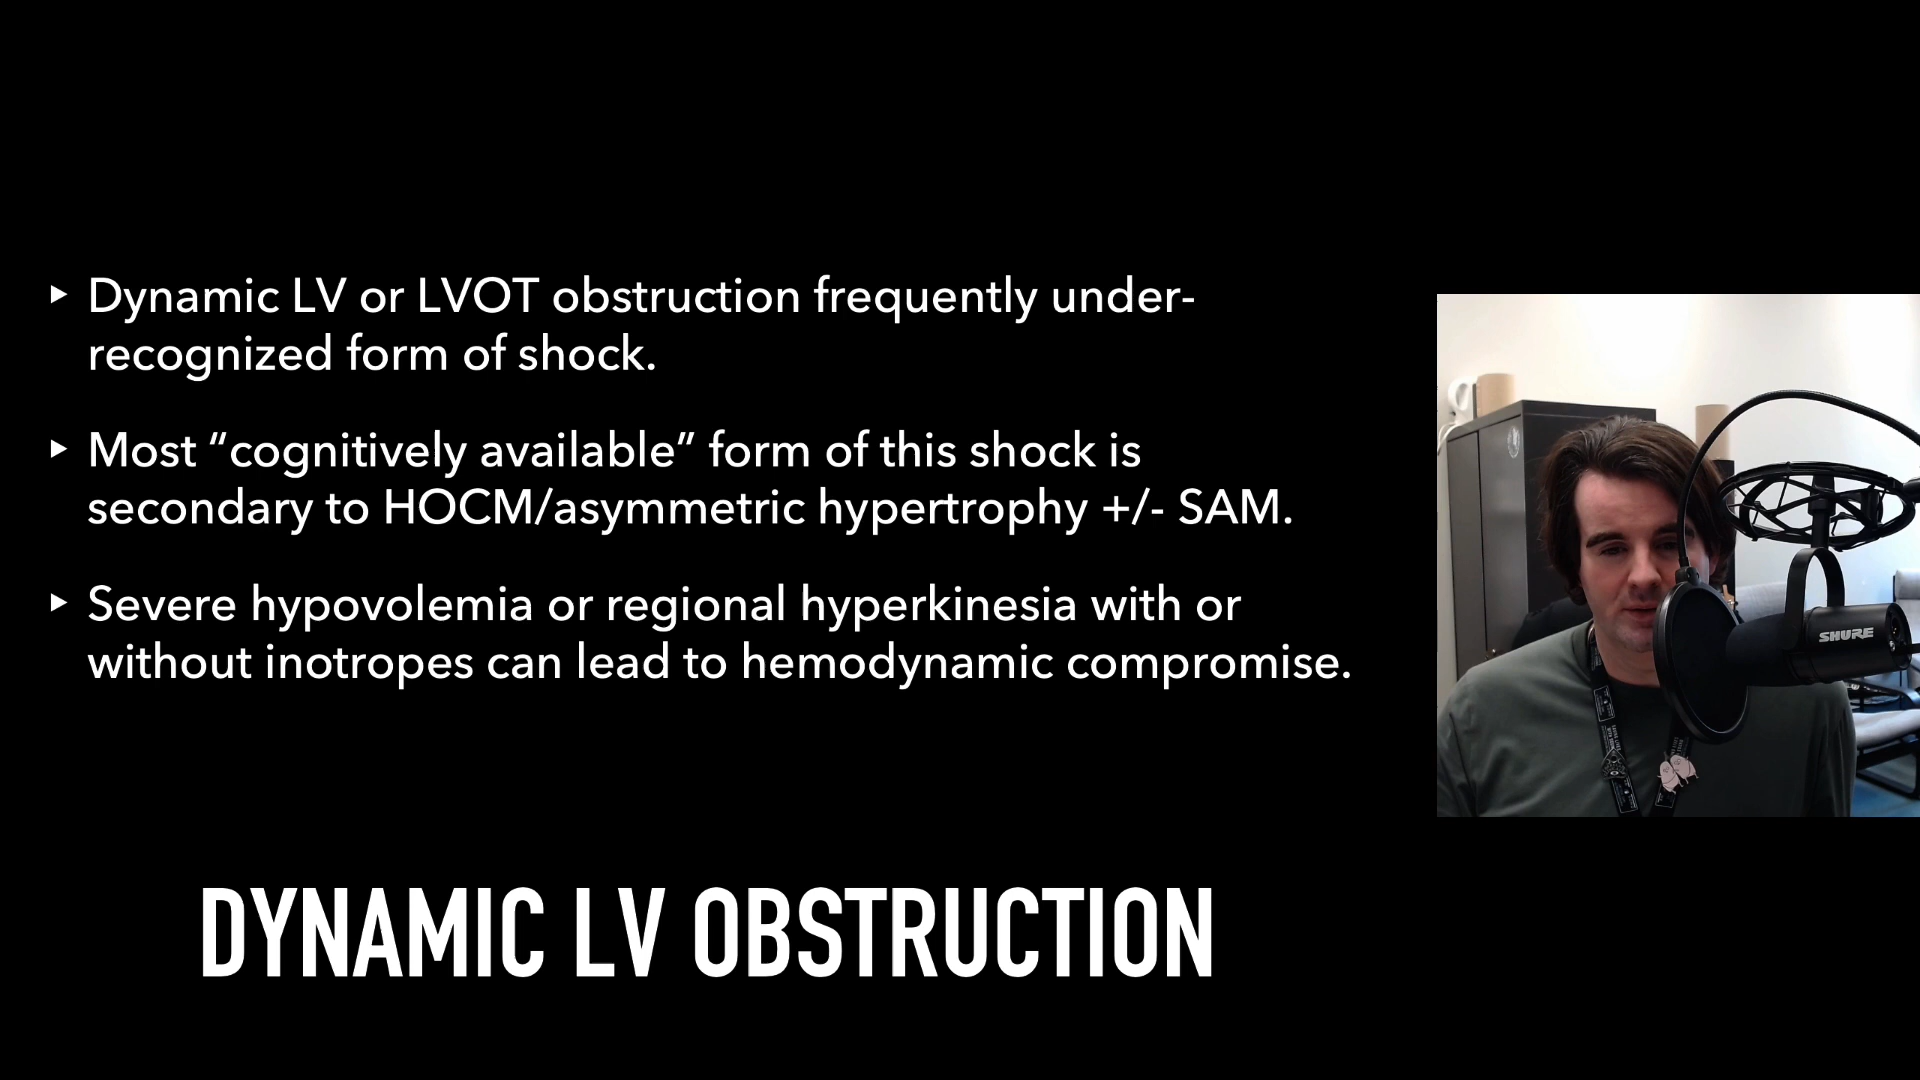 ▸ Dynamic LV or LVOT obstruction frequently under-
recognized form of shock.
▸ Most “cognitively available” form of this shock is
secondary to HOCM/asymmetric hypertrophy +/- SAM.
▸ Severe hypovolemia or regional hyperkinesia with or
without inotropes can lead to hemodynamic compromise.
SHURE
DYNAMIC LV OBSTRUCTION